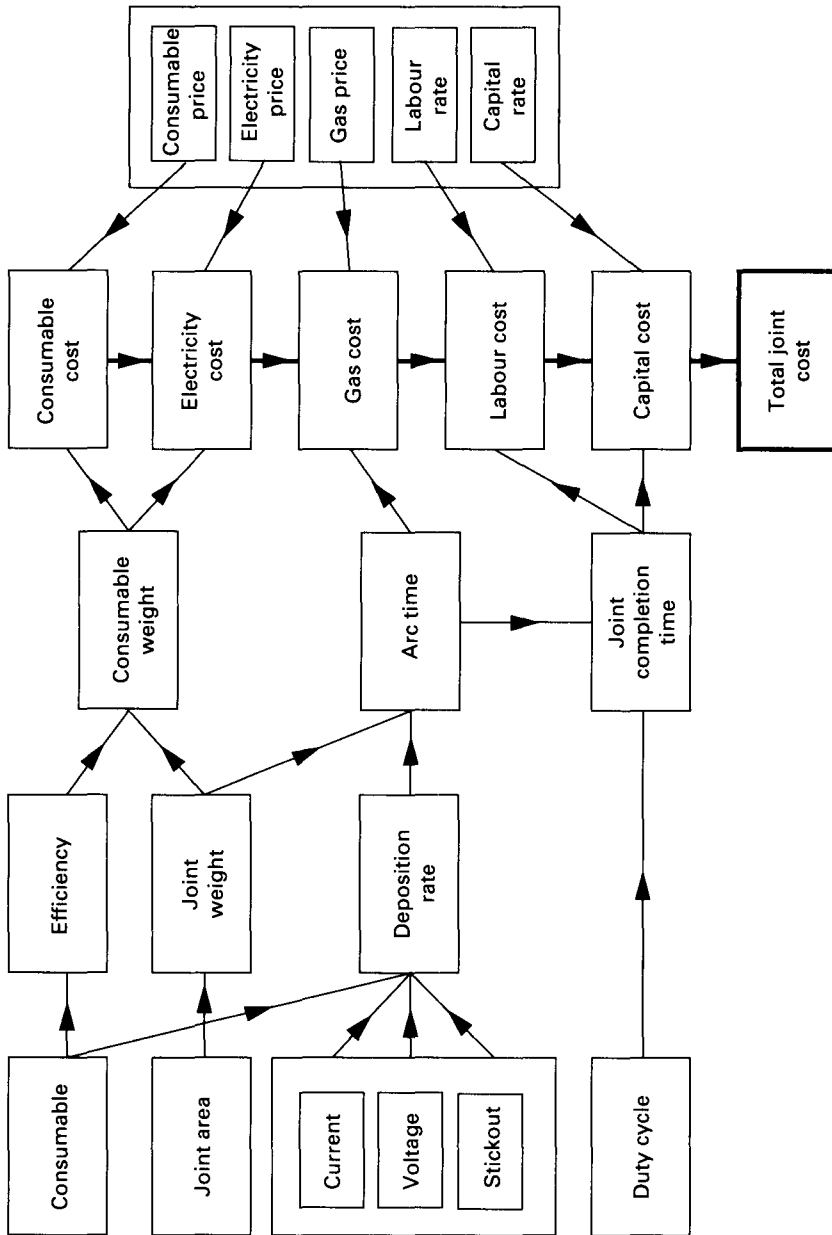 Consumable
Joint area
Current
Voltage
Stickout
Duty cycle
Efficiency
Joint
weight
Deposition
rate
Consumable
weight
Arc time
Joint
completion
time
Consumable
cost
Electricity
cost
Gas cost
Labour cost
Capital cost
Total joint
cost
Consumable
price
Electricity
price
Gas price
Labour
rate
Capital
rate